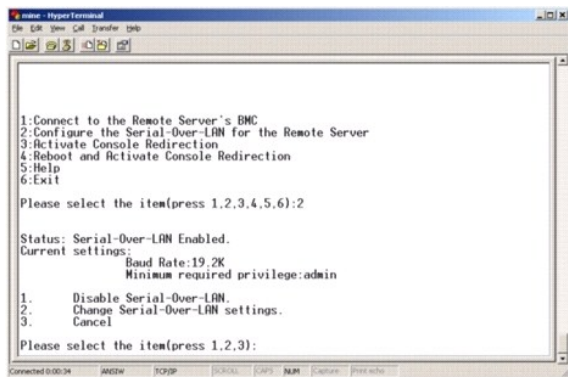 mine - HyperTerminal
File Edit View Call Transfer Help
1:Connect to the Remote Server's BMC
2:Configure the Serial-Over-LAN for the Remote Server
3:Activate Console Redirection
4:Reboot and Activate Console Redirection
5:Help
6:Exit
Please select the item(press 1,2,3,4,5,6):2
Status: Serial-Over-LAN Enabled.
Current settings:
Baud Rate:19.2K
Minimum required privilege:admin
1. Disable Serial-Over-LAN.
2. Change Serial-Over-LAN settings.
3. Cancel
Please select the item(press 1,2,3):
Connected 0:00:34 ANSIW TCP/IP SCROLL CAPS NUM Capture Print echo